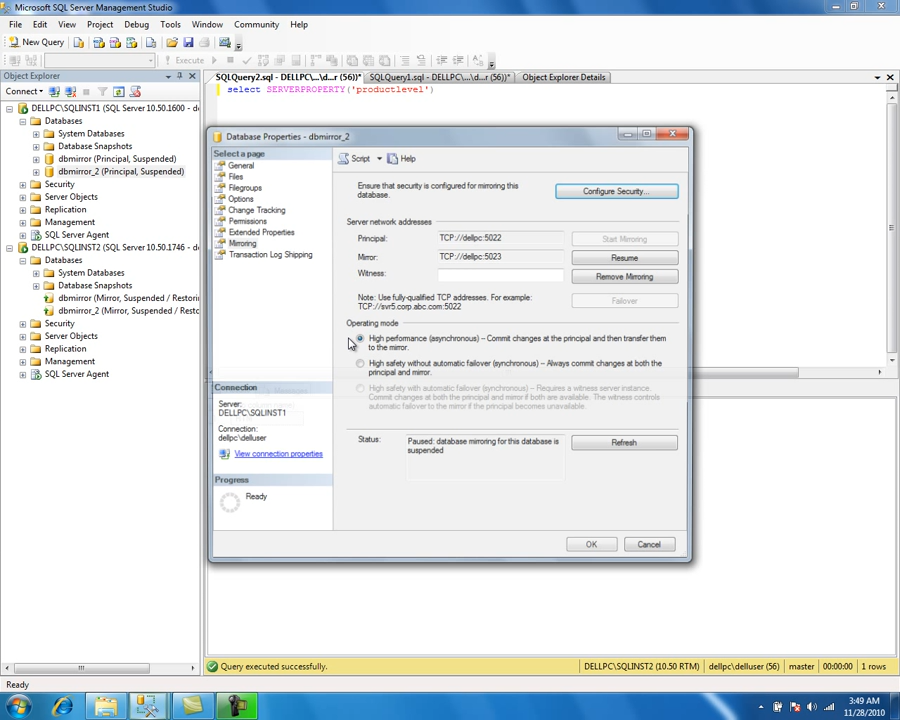 Microsoft SQL Server Management Studio
File Edit View Project Debug Tools Window Community Help
New Query
Execute
Object Explorer
Connect
DELLPC\SQLINST1 (SQL Server 10.50.1600 -
Databases
System Databases
Database Snapshots
dbmirror (Principal, Suspended)
dbmirror_2 (Principal, Suspended)
Security
Server Objects
Replication
Management
SQL Server Agent
DELLPC\SQLINST2 (SQL Server 10.50.1746 -
Databases
System Databases
Database Snapshots
dbmirror (Mirror, Suspended / Restori
dbmirror_2 (Mirror, Suspended / Resto
Security
Server Objects
Replication
Management
SQL Server Agent
SQLQuery2.sql - DELLPC\...\d...r (56))* SQLQuery1.sql - DELLPC\...\d...r (56))* Object Explorer Details
select SERVERPROPERTY('productlevel')
Database Properties - dbmirror_2
Select a page
General
Files
Filegroups
Options
Change Tracking
Permissions
Extended Properties
Mirroring
Transaction Log Shipping
Connection
Server:
DELLPC\SQLINST1
Connection:
dellpc\delluser
View connection properties
Progress
Ready
Script Help
Ensure that security is configured for mirroring this
database.
Configure Security...
Server network addresses
Principal: TCP://dellpc:5022 Start Mirroring
Mirror: TCP://dellpc:5023 Resume
Witness: Remove Mirroring
Note: Use fully-qualified TCP addresses. For example:
TCP://svr5.corp.abc.com:5022
Failover
Operating mode
High performance (asynchronous) – Commit changes at the principal and then transfer them
to the mirror.
High safety without automatic failover (synchronous) – Always commit changes at both the
principal and mirror.
High safety with automatic failover (synchronous) – Requires a witness server instance.
Commit changes at both the principal and mirror if both are available. The witness controls
automatic failover to the mirror if the principal becomes unavailable.
Status: Paused: database mirroring for this database is
suspended
Refresh
OK Cancel
Query executed successfully. DELLPC\SQLINST2 (10.50 RTM) dellpc\delluser (56) master 00:00:00 1 rows
Ready
3:49 AM
11/28/2010